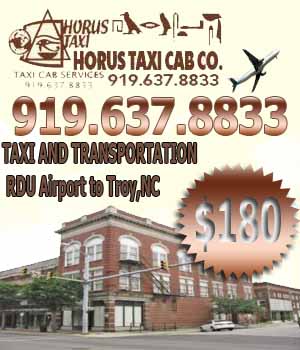 HORUS
TAXI
TAXI CAB SERVICES
919.637.8833
HORUS TAXI CAB CO.
919.637.8833
919.637.8833
TAXI AND TRANSPORTATION
RDU Airport to Troy,NC
$180